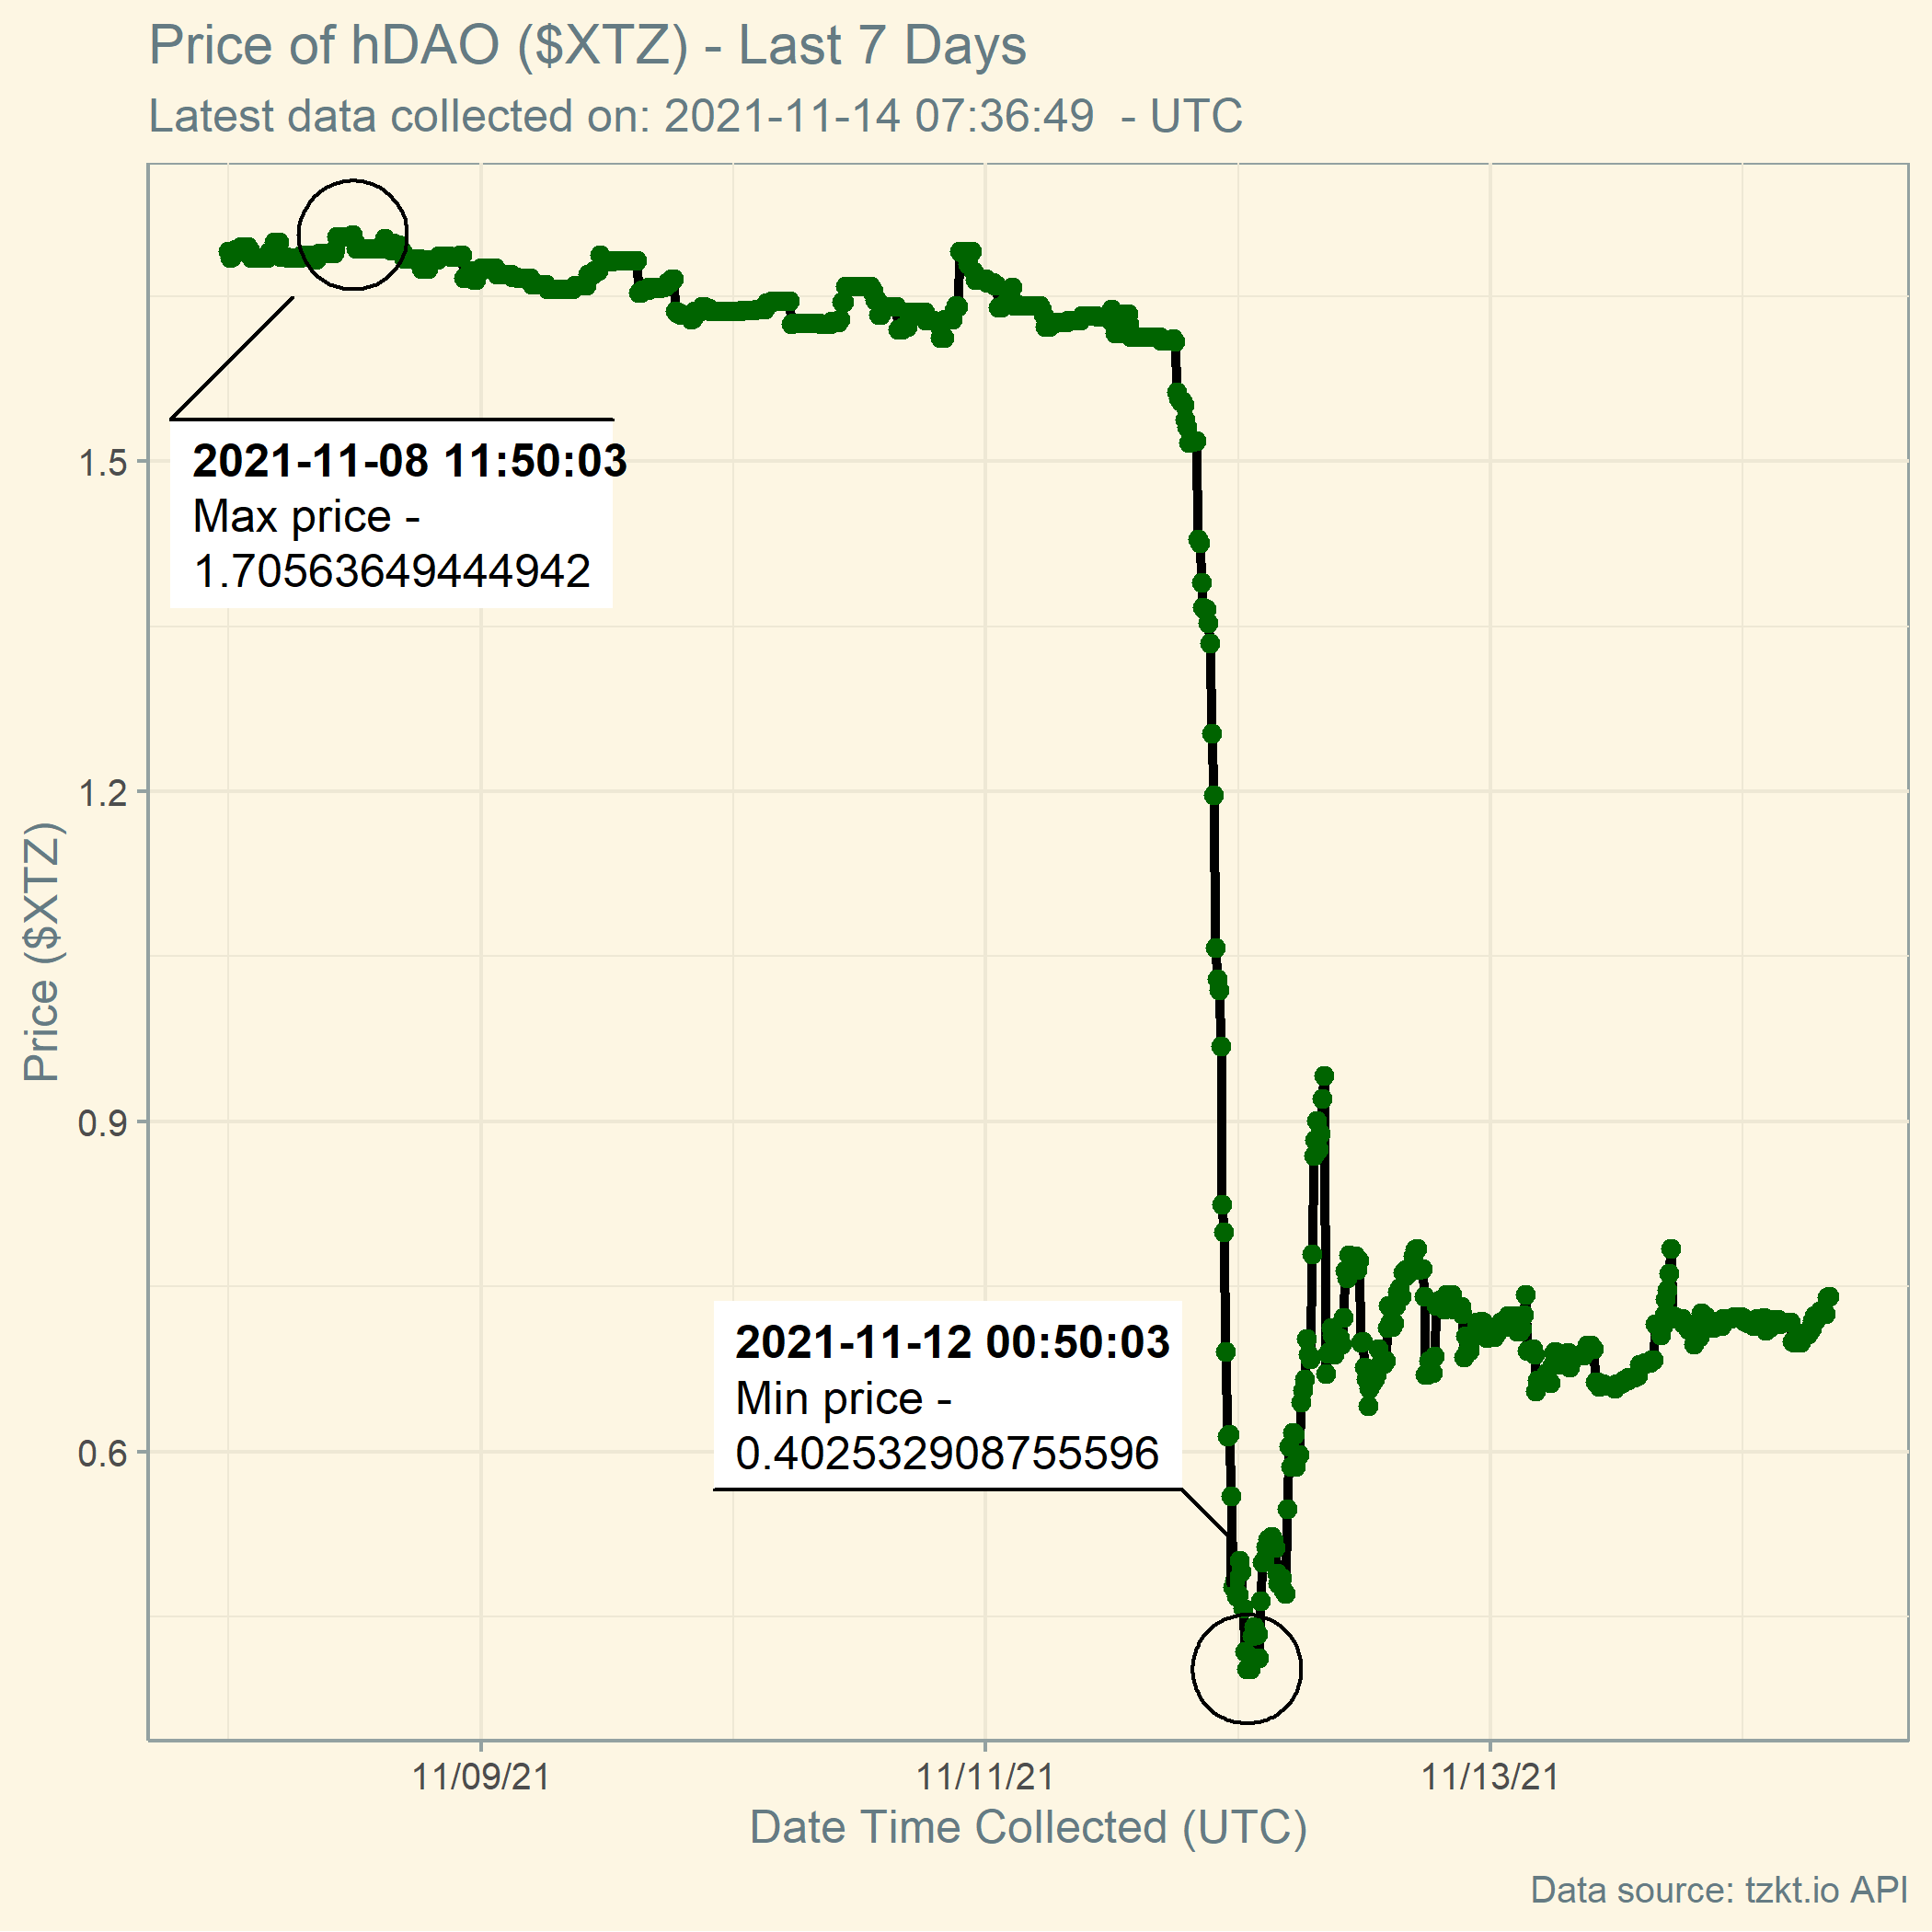 Price of hDAO ($XTZ) - Last 7 Days
Latest data collected on: 2021-11-14 07:36:49  - UTC
Price ($XTZ)
1.5
1.2
0.9
0.6
2021-11-08 11:50:03
Max price -
1.70563649444942
2021-11-12 00:50:03
Min price -
0.402532908755596
11/09/21
11/11/21
11/13/21
Date Time Collected (UTC)
Data source: tzkt.io API